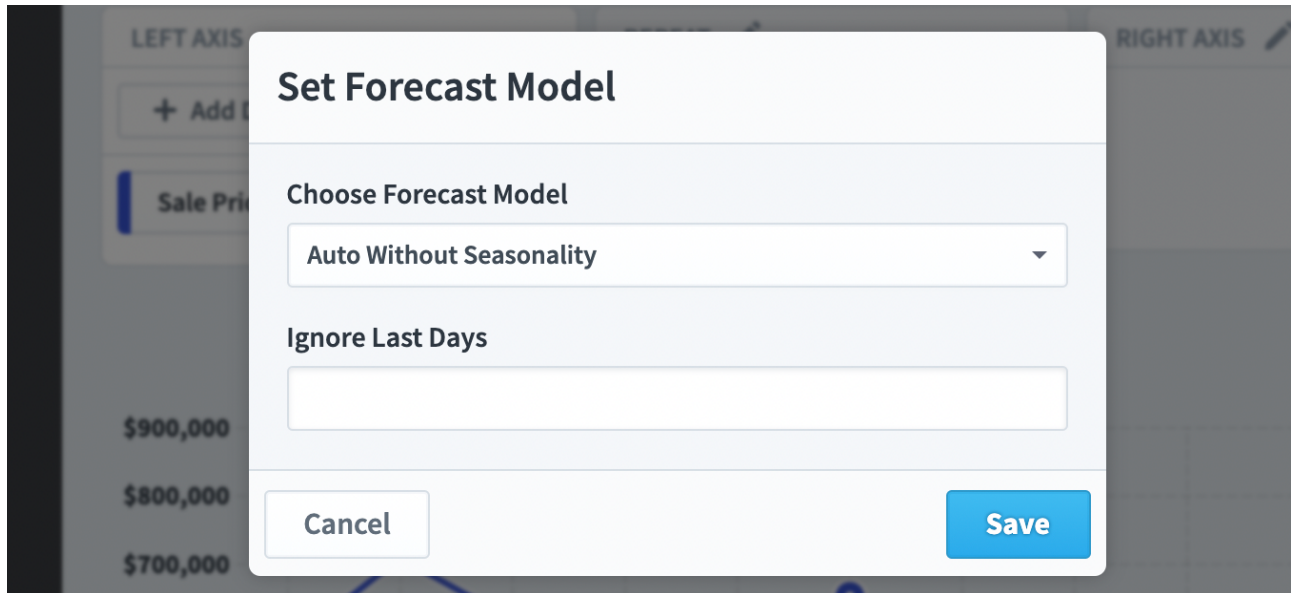 LEFT AXIS
RIGHT AXIS
Set Forecast Model
+ Add
Choose Forecast Model
Sale
Auto Without Seasonality
Ignore Last Days
$900,000
$800,000
Cancel
Save
$700,000